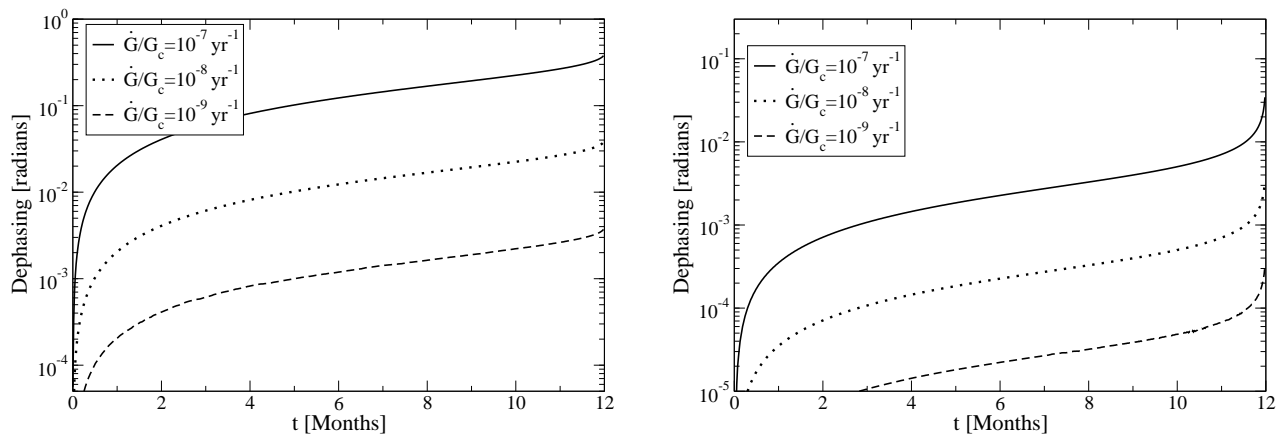 10⁰
10⁻¹
10⁻²
10⁻³
10⁻⁴
Dephasing [radians]
Ġ/G_c=10⁻⁷ yr⁻¹
Ġ/G_c=10⁻⁸ yr⁻¹
Ġ/G_c=10⁻⁹ yr⁻¹
0 2 4 6 8 10 12
t [Months]
10⁻¹
10⁻²
10⁻³
10⁻⁴
10⁻⁵
Dephasing [radians]
Ġ/G_c=10⁻⁷ yr⁻¹
Ġ/G_c=10⁻⁸ yr⁻¹
Ġ/G_c=10⁻⁹ yr⁻¹
0 2 4 6 8 10 12
t [Months]